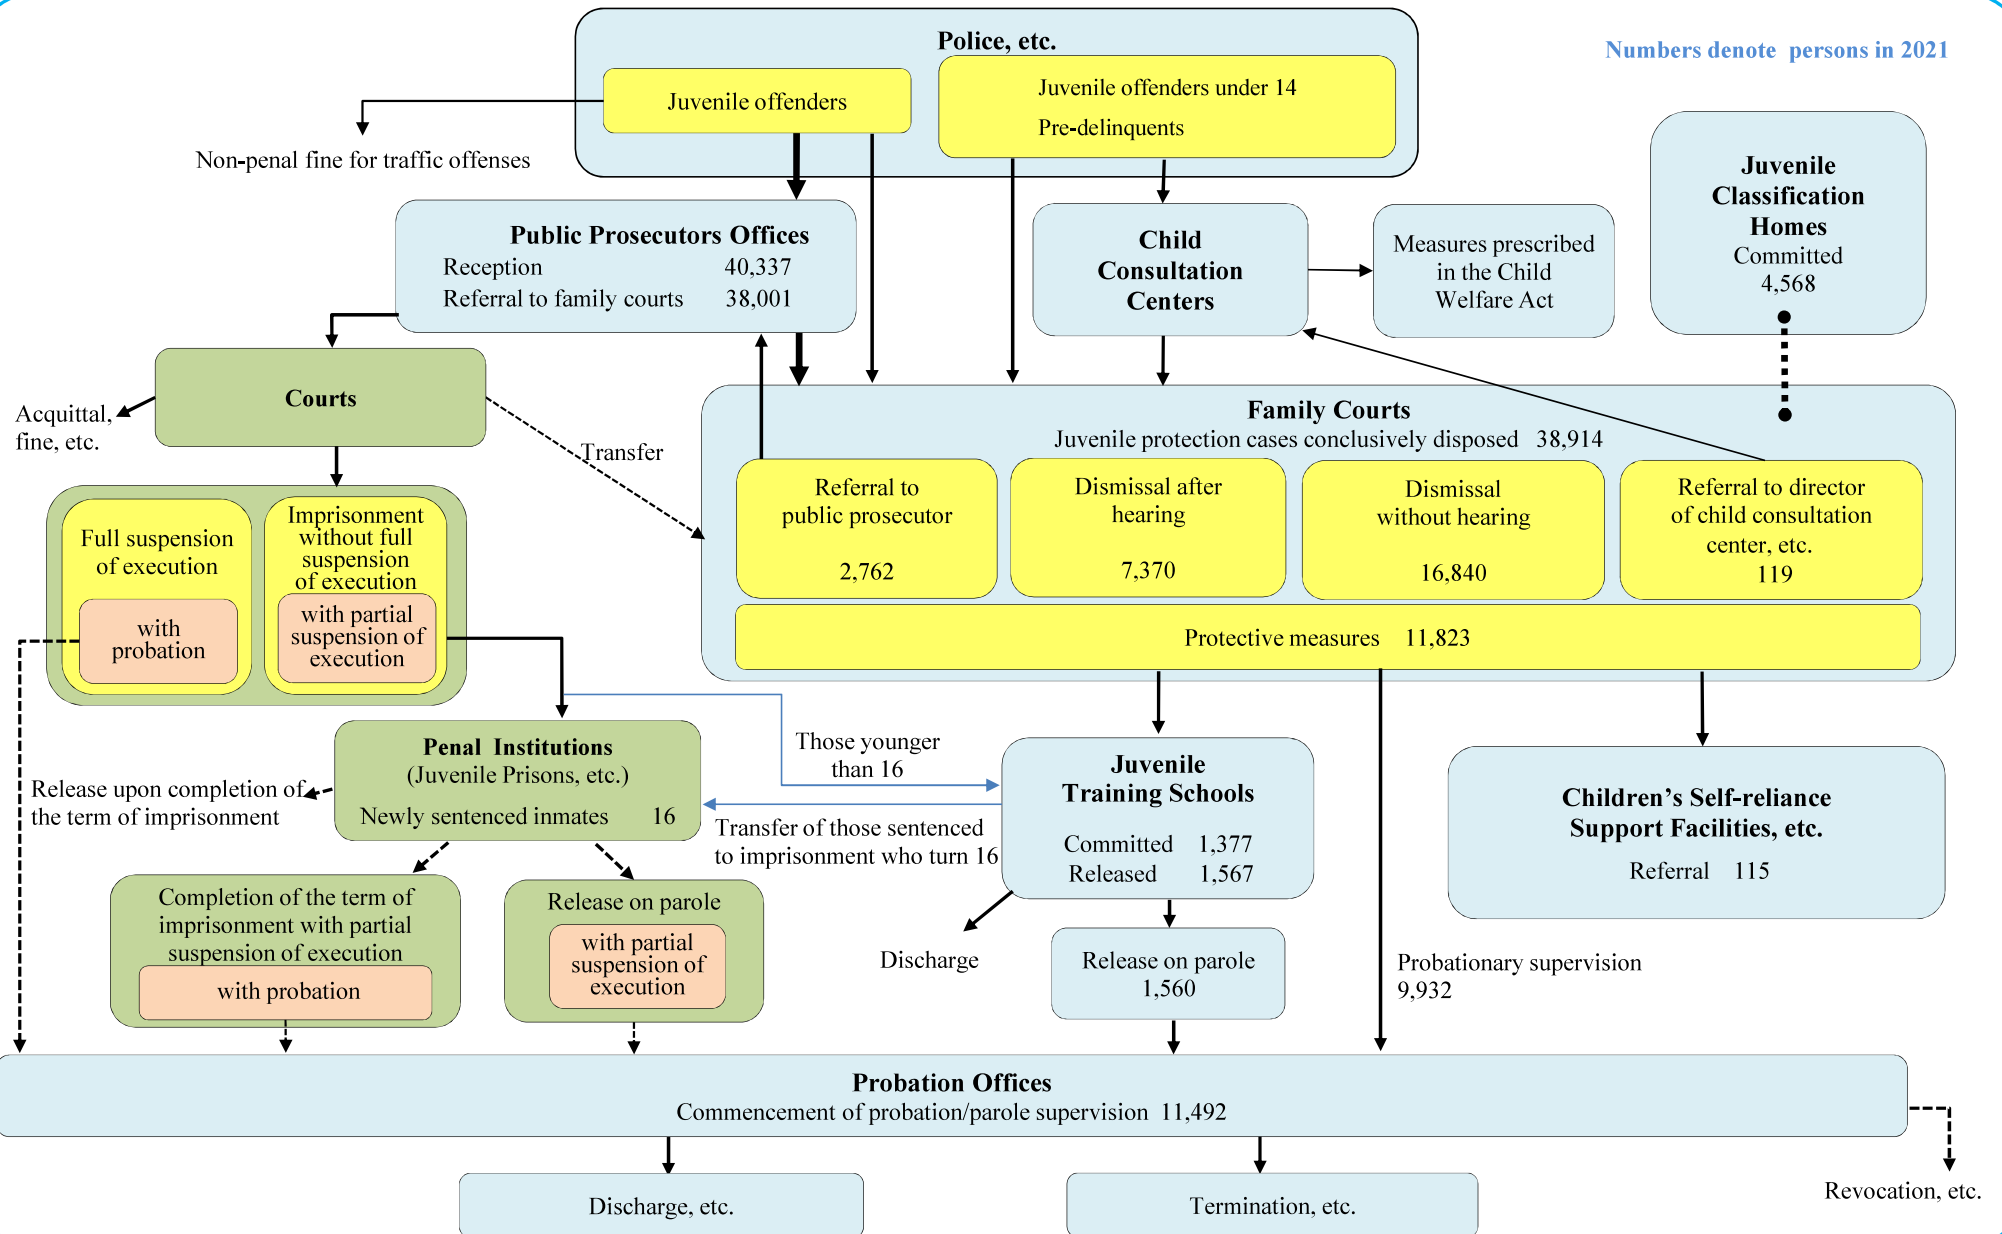 Police, etc.
Numbers denote persons in 2021
Juvenile offenders
Juvenile offenders under 14
Pre-delinquents
Non-penal fine for traffic offenses
Juvenile
Classification
Homes
Committed
4,568
Public Prosecutors Offices
Reception 40,337
Referral to family courts 38,001
Child
Consultation
Centers
Measures prescribed
in the Child
Welfare Act
Courts
Acquittal,
fine, etc.
Transfer
Family Courts
Juvenile protection cases conclusively disposed 38,914
Referral to
public prosecutor
2,762
Dismissal after
hearing
7,370
Dismissal
without hearing
16,840
Referral to director
of child consultation
center, etc.
119
Protective measures 11,823
Full suspension
of execution
with
probation
Imprisonment
without full
suspension
of execution
with partial
suspension of
execution
Penal Institutions
(Juvenile Prisons, etc.)
Newly sentenced inmates 16
Those younger
than 16
Release upon completion of
the term of imprisonment
Transfer of those sentenced
to imprisonment who turn 16
Juvenile
Training Schools
Committed 1,377
Released 1,567
Children's Self-reliance
Support Facilities, etc.
Referral 115
Completion of the term of
imprisonment with partial
suspension of execution
with probation
Release on parole
with partial
suspension of
execution
Discharge
Release on parole
1,560
Probationary supervision
9,932
Probation Offices
Commencement of probation/parole supervision 11,492
Discharge, etc.
Termination, etc.
Revocation, etc.